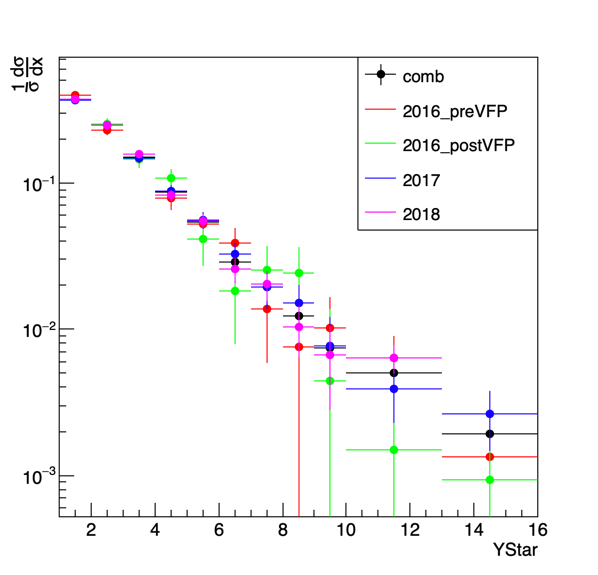 1/σ dσ/dx
comb
2016_preVFP
2016_postVFP
2017
2018
10⁻¹
10⁻²
10⁻³
2 4 6 8 10 12 14 16
YStar